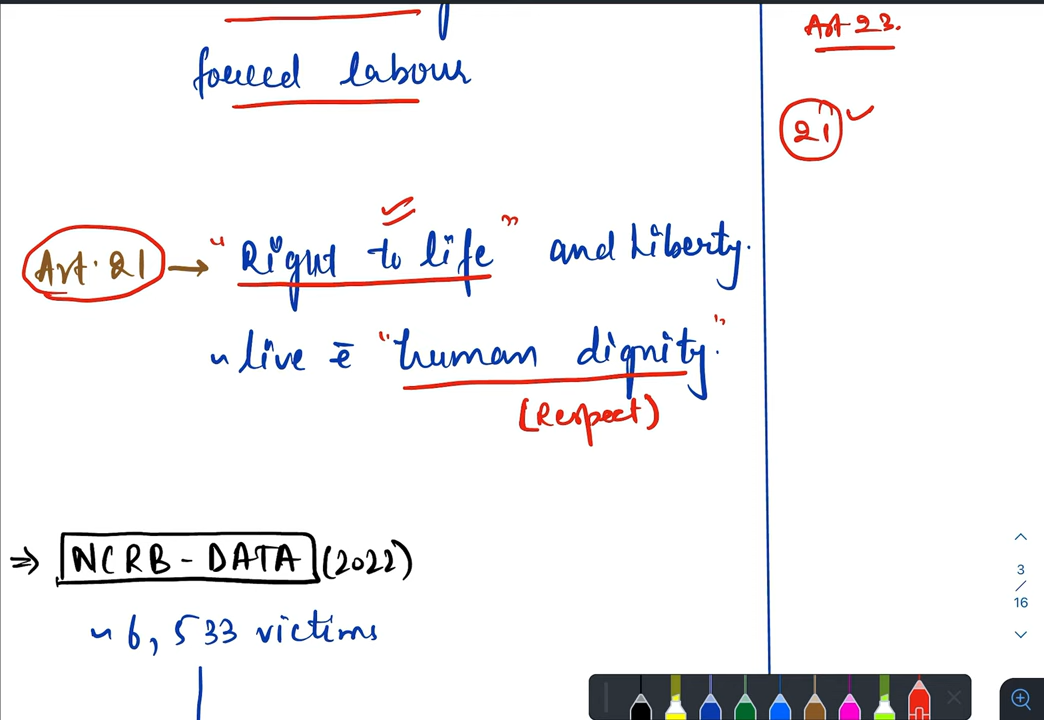 forced labour
Art. 21 → "Right to life" and Liberty.
~ live c̄ "human dignity."
(Respect)
⇒ NCRB - DATA (2022)
~ 6, 533 victims
Art 23.
21 ✓
3
/
16